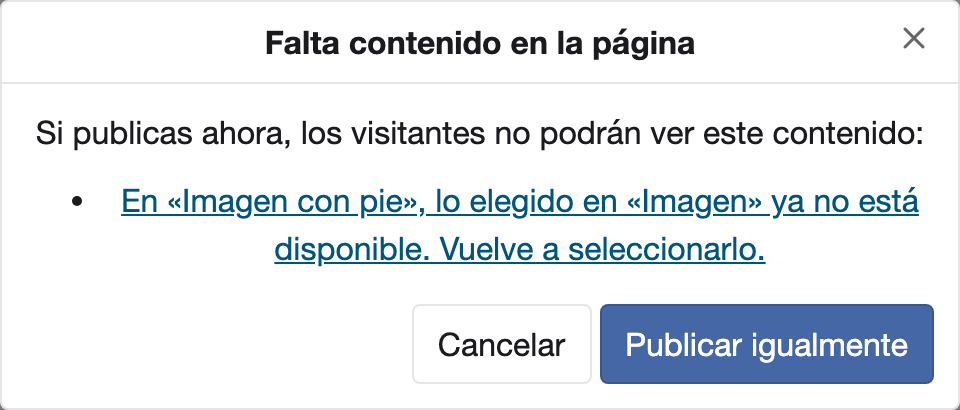 Falta contenido en la página
Si publicas ahora, los visitantes no podrán ver este contenido:
• En «Imagen con pie», lo elegido en «Imagen» ya no está
disponible. Vuelve a seleccionarlo.
Cancelar
Publicar igualmente